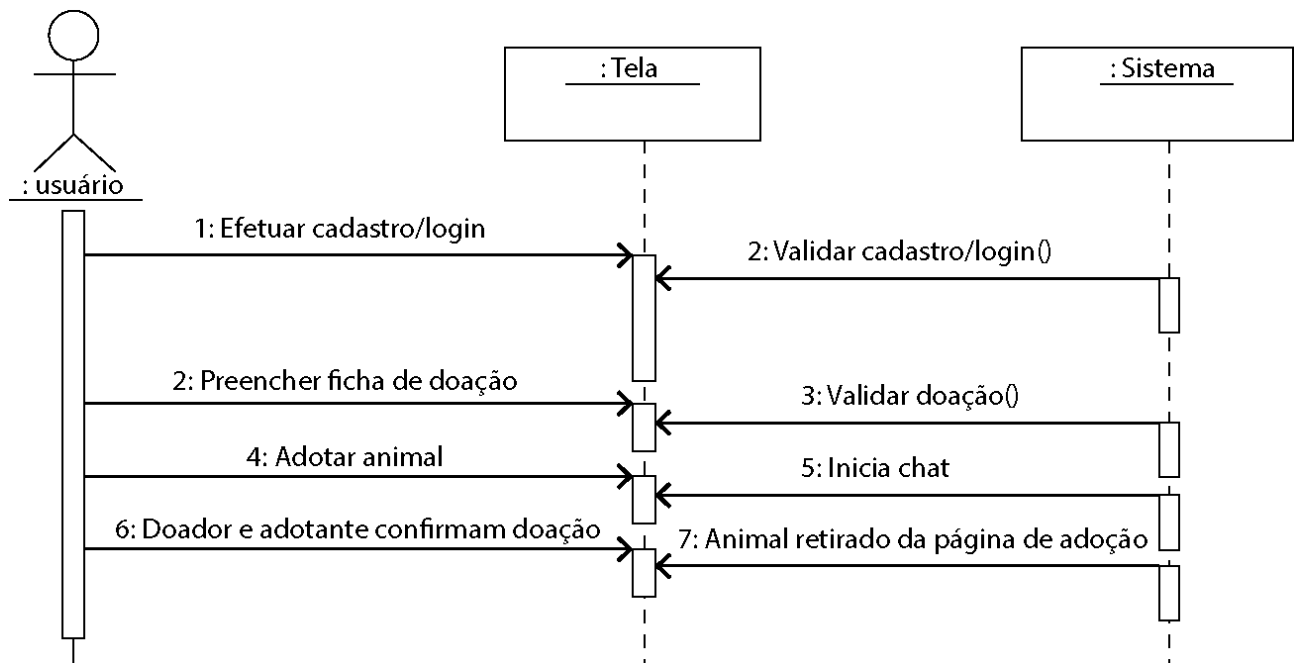 : Tela
: Sistema
: usuário
1: Efetuar cadastro/login
2: Validar cadastro/login()
2: Preencher ficha de doação
3: Validar doação()
4: Adotar animal
5: Inicia chat
6: Doador e adotante confirmam doação
7: Animal retirado da página de adoção